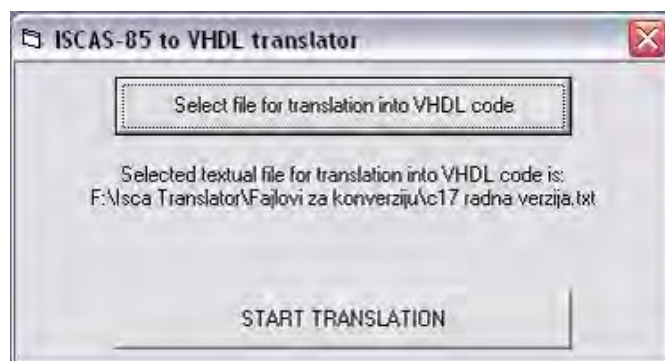 ISCAS-85 to VHDL translator
Select file for translation into VHDL code
Selected textual file for translation into VHDL code is:
F:\Isca Translator\Fajlovi za konverziju\c17 radna verzija.txt
START TRANSLATION